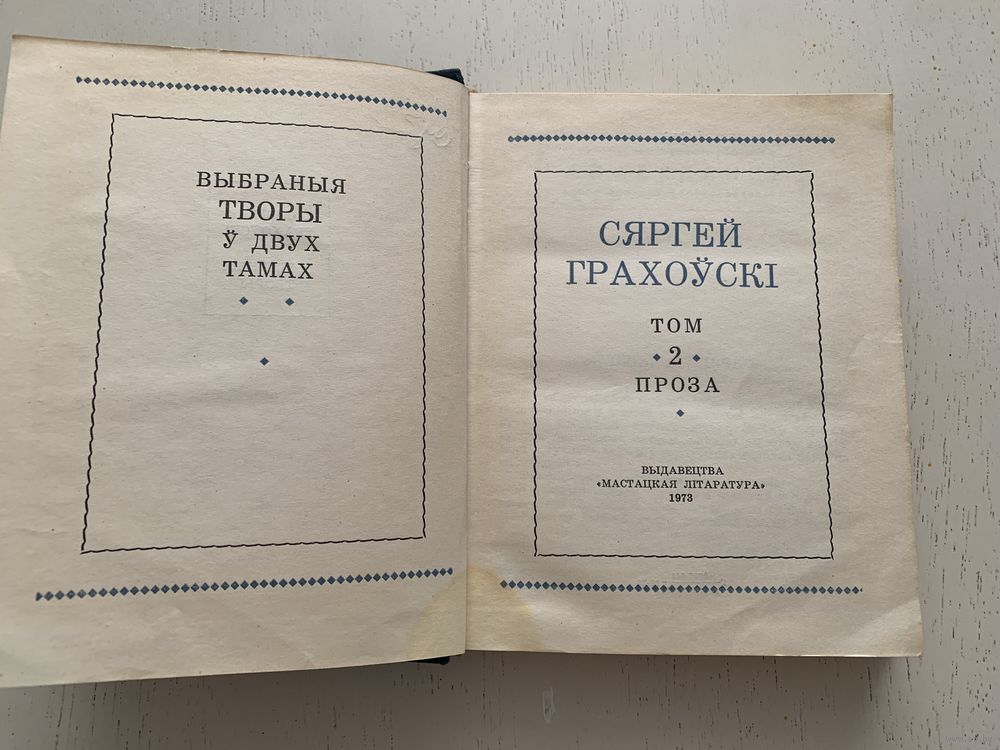 ВЫБРАНЫЯ
ТВОРЫ
Ў ДВУХ
ТАМАХ
СЯРГЕЙ
ГРАХОЎСКІ
ТОМ
2
ПРОЗА
ВЫДАВЕЦТВА
«МАСТАЦКАЯ ЛІТАРАТУРА»
1973